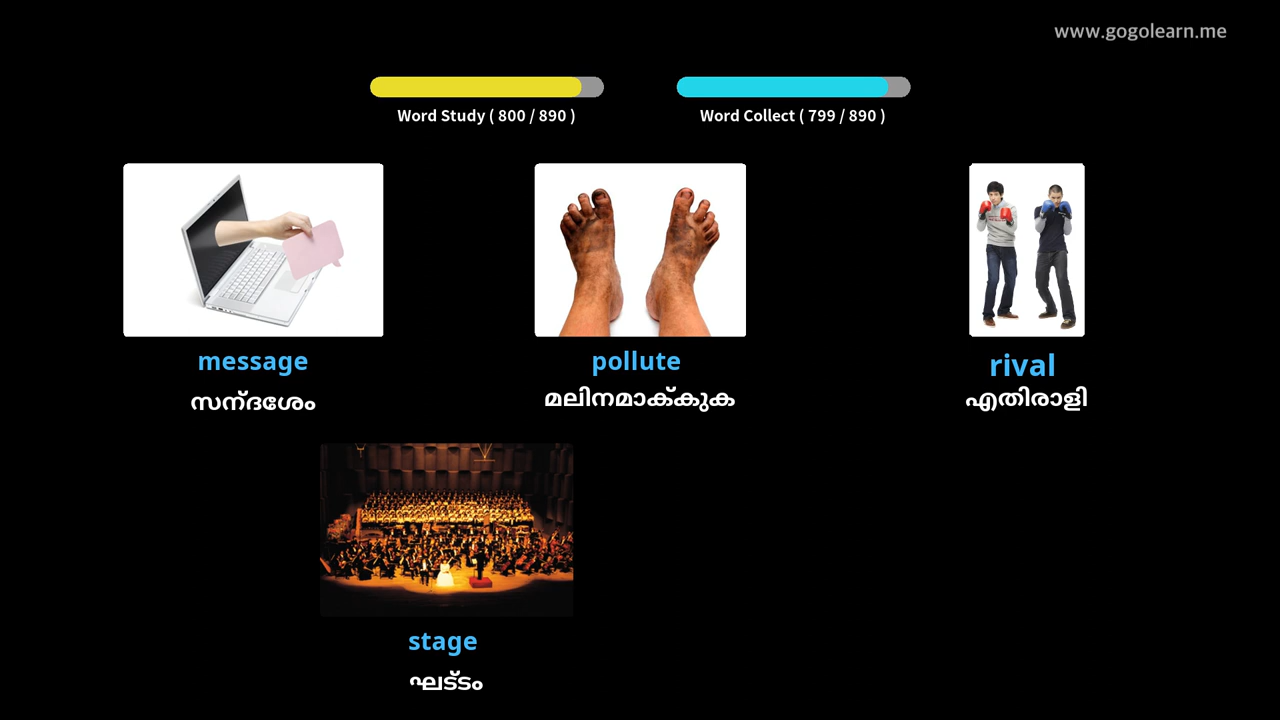 www.gogolearn.me
Word Study ( 800 / 890 )
Word Collect ( 799 / 890 )
message
സന്ദേശം
pollute
മലിനമാക്കുക
rival
എതിരാളി
stage
ഘട്ടം